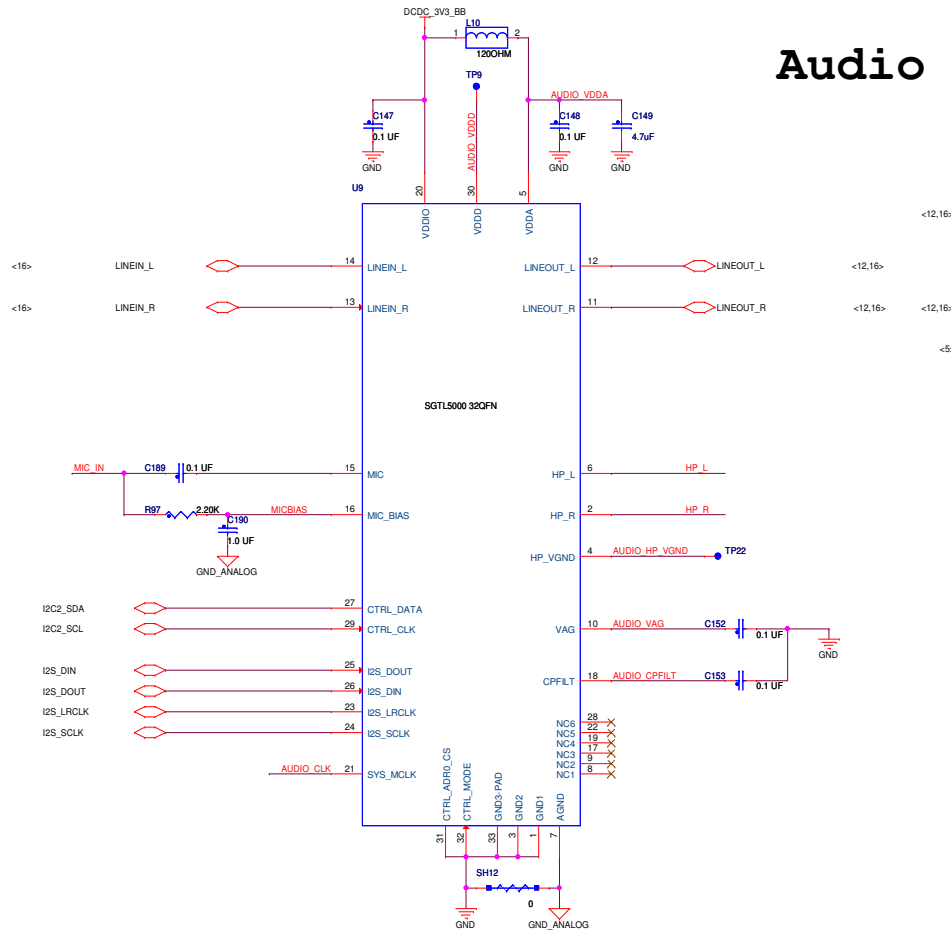 DCDC_3V3_BB
L10
1
2
120OHM
Audio
TP9
AUDIO_VDDA
C147
0.1 UF
GND
AUDIO_VDDD
C148
0.1 UF
GND
C149
4.7uF
GND
U9
20
30
5
VDDIO
VDDD
VDDA
<12,16>
<16>
LINEIN_L
14
LINEIN_L
LINEOUT_L
12
LINEOUT_L
<12,16>
<16>
LINEIN_R
13
LINEIN_R
LINEOUT_R
11
LINEOUT_R
<12,16>
<12,16>
SGTL5000 32QFN
MIC_IN
C189
0.1 UF
15
MIC
HP_L
6
HP_L
R97
2.20K
MICBIAS
16
MIC_BIAS
HP_R
2
HP_R
C190
1.0 UF
GND_ANALOG
HP_VGND
4
AUDIO_HP_VGND
TP22
I2C2_SDA
27
CTRL_DATA
I2C2_SCL
29
CTRL_CLK
VAG
10
AUDIO_VAG
C152
0.1 UF
GND
I2S_DIN
25
I2S_DOUT
I2S_DOUT
26
I2S_DIN
CPFILT
18
AUDIO_CPFILT
C153
0.1 UF
I2S_LRCLK
23
I2S_LRCLK
I2S_SCLK
24
I2S_SCLK
NC6
28
NC5
22
NC4
19
NC3
17
NC2
9
NC1
8
AUDIO_CLK
21
SYS_MCLK
CTRL_ADR0_CS
CTRL_MODE
GND3-PAD
GND2
GND1
AGND
31
32
33
3
1
7
SH12
0
GND
GND_ANALOG